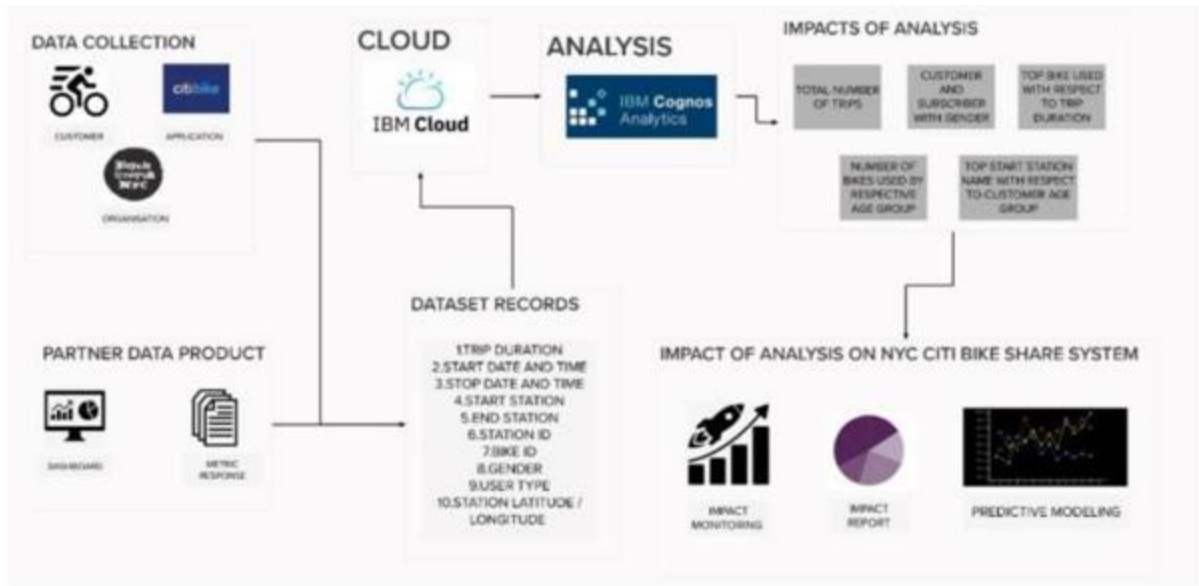 DATA COLLECTION
citibike
CUSTOMER
APPLICATION
NYC
ORGANISATION
CLOUD
IBM Cloud
ANALYSIS
IBM Cognos
Analytics
IMPACTS OF ANALYSIS
TOTAL NUMBER
OF TRIPS
CUSTOMER
AND
SUBSCRIBER
WITH GENDER
TOP BIKE USED
WITH RESPECT
TO TRIP
DURATION
NUMBER OF
BIKES USED BY
RESPECTIVE
AGE GROUP
TOP START STATION
NAME WITH RESPECT
TO CUSTOMER AGE
GROUP
PARTNER DATA PRODUCT
DASHBOARD
METRIC
RESPONSE
DATASET RECORDS
1.TRIP DURATION
2.START DATE AND TIME
3.STOP DATE AND TIME
4.START STATION
5.END STATION
6.STATION ID
7.BIKE ID
8.GENDER
9.USER TYPE
10.STATION LATITUDE /
LONGITUDE
IMPACT OF ANALYSIS ON NYC CITI BIKE SHARE SYSTEM
IMPACT
MONITORING
IMPACT
REPORT
PREDICTIVE MODELING